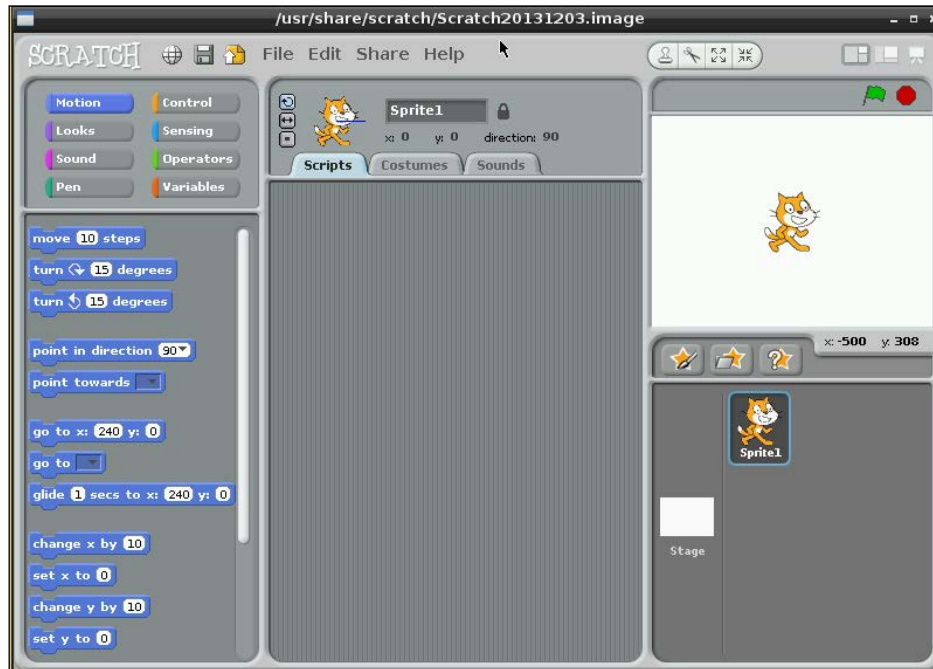 /usr/share/scratch/Scratch20131203.image
SCRATCH File Edit Share Help
Motion Control
Looks Sensing
Sound Operators
Pen Variables
Sprite1
x: 0 y: 0 direction: 90
Scripts Costumes Sounds
move 10 steps
turn 15 degrees
turn 15 degrees
point in direction 90
point towards
go to x: 240 y: 0
go to
glide 1 secs to x: 240 y: 0
change x by 10
set x to 0
change y by 10
set y to 0
x: -500 y: 308
Sprite1
Stage